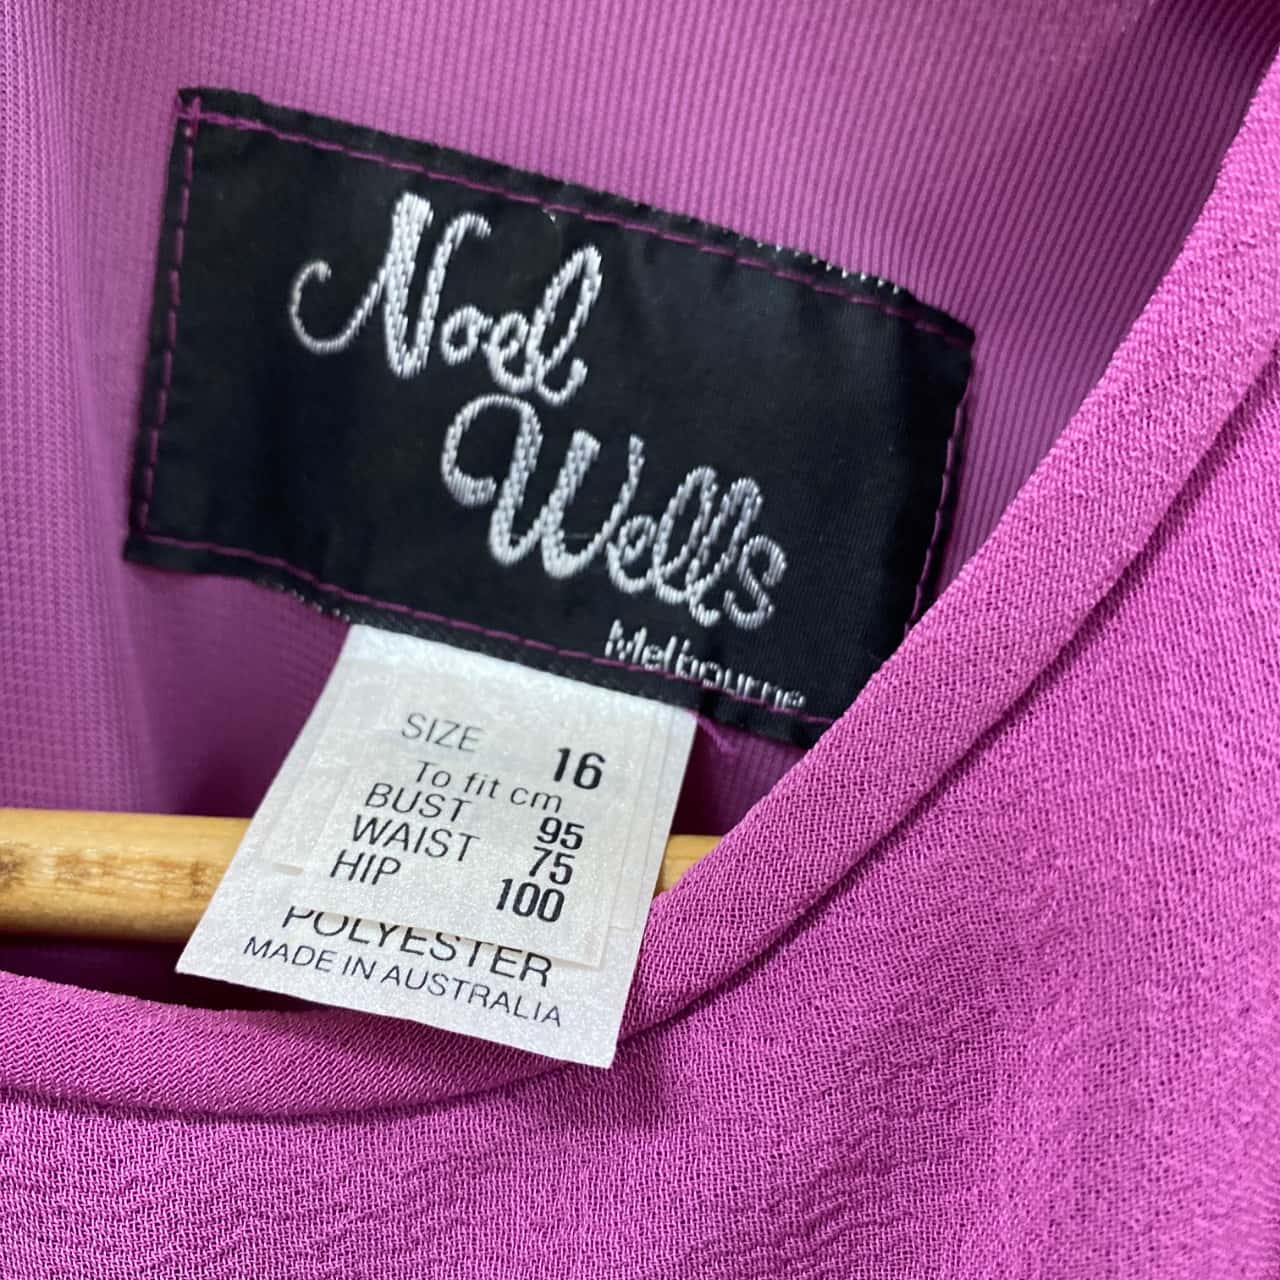 Noel
Wells
Melbourne
SIZE 16
To fit cm
BUST 95
WAIST 75
HIP 100
POLYESTER
MADE IN AUSTRALIA